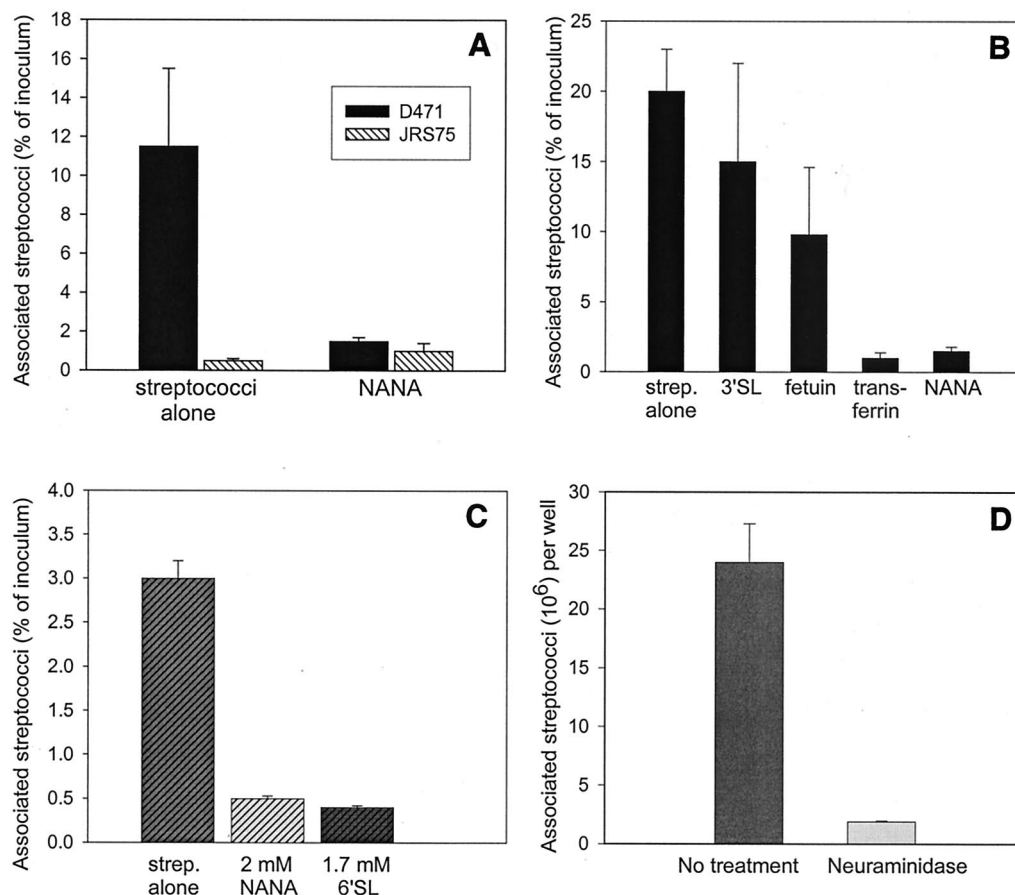 A
Associated streptococci (% of inoculum)
18
16
14
12
10
8
6
4
2
0
D471
JRS75
streptococci
alone
NANA
B
Associated streptococci (% of inoculum)
25
20
15
10
5
0
strep.
alone
3'SL
fetuin
trans-
ferrin
NANA
C
Associated streptococci (% of inoculum)
4.0
3.5
3.0
2.5
2.0
1.5
1.0
0.5
0.0
strep.
alone
2 mM
NANA
1.7 mM
6'SL
D
Associated streptococci (10⁶) per well
30
25
20
15
10
5
0
No treatment
Neuraminidase